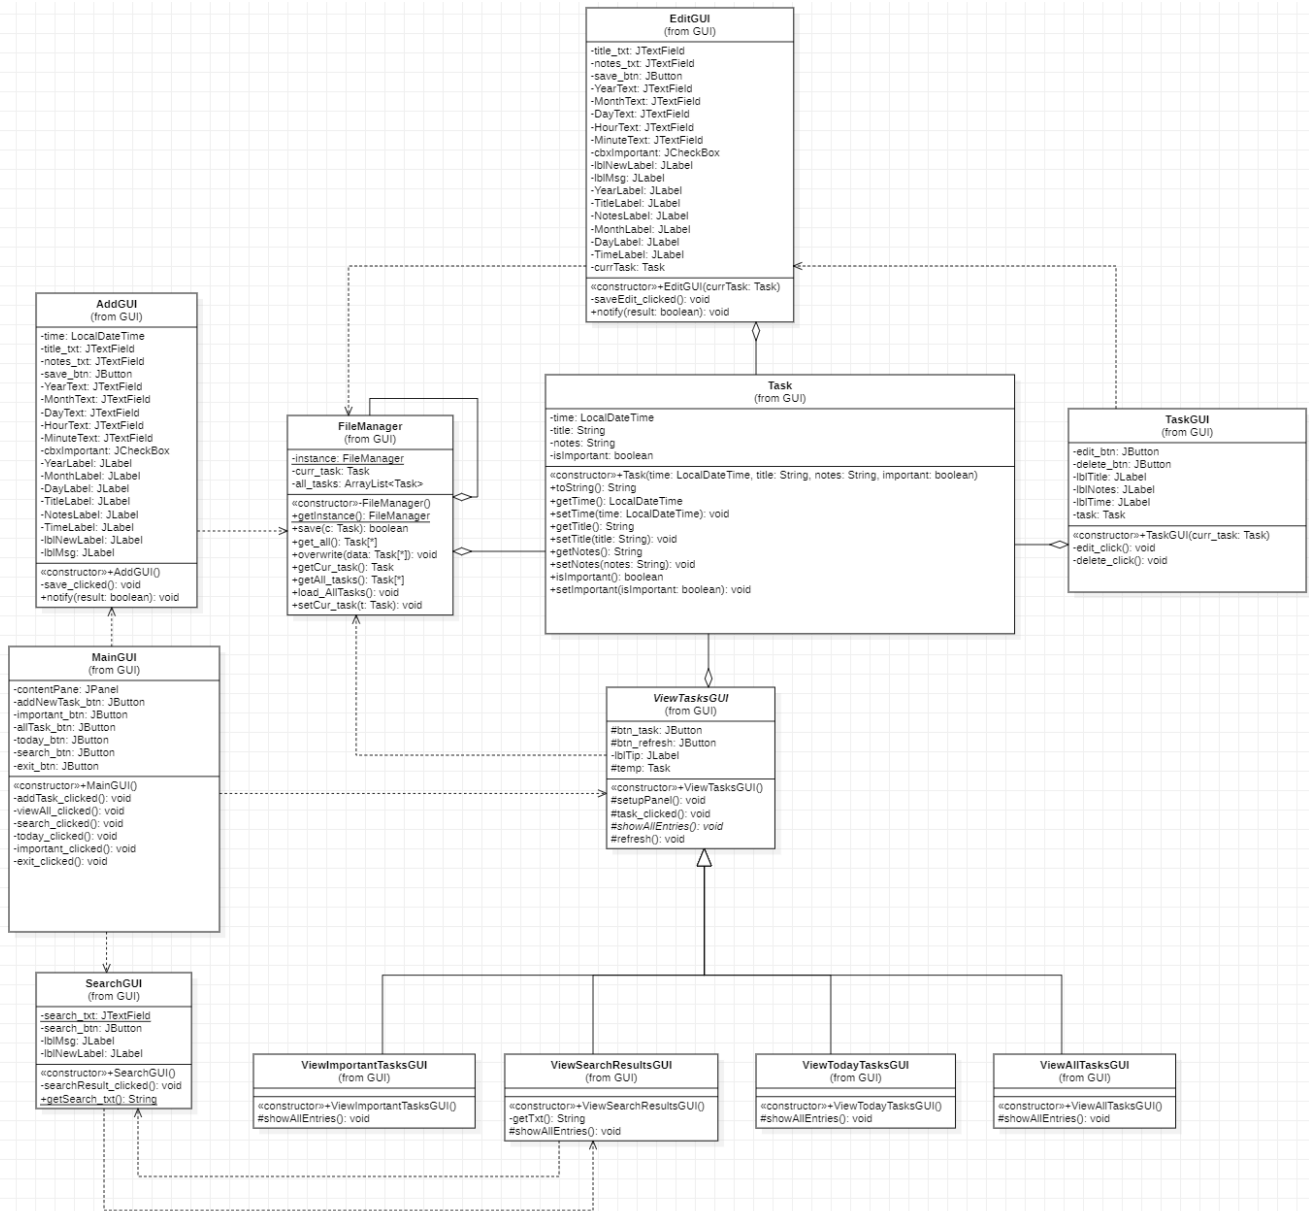 EditGUI
(from GUI)
-title_txt: JTextField
-notes_txt: JTextField
-save_btn: JButton
-YearText: JTextField
-MonthText: JTextField
-DayText: JTextField
-HourText: JTextField
-MinuteText: JTextField
-cbxImportant: JCheckBox
-lblNewLabel: JLabel
-lblMsg: JLabel
-YearLabel: JLabel
-TitleLabel: JLabel
-NotesLabel: JLabel
-MonthLabel: JLabel
-DayLabel: JLabel
-TimeLabel: JLabel
-currTask: Task
«constructor»+EditGUI(currTask: Task)
-saveEdit_clicked(): void
+notify(result: boolean): void
AddGUI
(from GUI)
-time: LocalDateTime
-title_txt: JTextField
-notes_txt: JTextField
-save_btn: JButton
-YearText: JTextField
-MonthText: JTextField
-DayText: JTextField
-HourText: JTextField
-MinuteText: JTextField
-cbxImportant: JCheckBox
-YearLabel: JLabel
-MonthLabel: JLabel
-DayLabel: JLabel
-TitleLabel: JLabel
-NotesLabel: JLabel
-TimeLabel: JLabel
-lblNewLabel: JLabel
-lblMsg: JLabel
«constructor»+AddGUI()
-save_clicked(): void
+notify(result: boolean): void
FileManager
(from GUI)
-instance: FileManager
-curr_task: Task
-all_tasks: ArrayList<Task>
«constructor»-FileManager()
+getInstance(): FileManager
+save(c: Task): boolean
+get_all(): Task[*]
+overwrite(data: Task[*]): void
+getCur_task(): Task
+getAll_tasks(): Task[*]
+load_AllTasks(): void
+setCur_task(t: Task): void
Task
(from GUI)
-time: LocalDateTime
-title: String
-notes: String
-isImportant: boolean
«constructor»+Task(time: LocalDateTime, title: String, notes: String, important: boolean)
+toString(): String
+getTime(): LocalDateTime
+setTime(time: LocalDateTime): void
+getTitle(): String
+setTitle(title: String): void
+getNotes(): String
+setNotes(notes: String): void
+isImportant(): boolean
+setImportant(isImportant: boolean): void
TaskGUI
(from GUI)
-edit_btn: JButton
-delete_btn: JButton
-lblTitle: JLabel
-lblNotes: JLabel
-lblTime: JLabel
-task: Task
«constructor»+TaskGUI(curr_task: Task)
-edit_click(): void
-delete_click(): void
MainGUI
(from GUI)
-contentPane: JPanel
-addNewTask_btn: JButton
-important_btn: JButton
-allTask_btn: JButton
-today_btn: JButton
-search_btn: JButton
-exit_btn: JButton
«constructor»+MainGUI()
-addTask_clicked(): void
-viewAll_clicked(): void
-search_clicked(): void
-today_clicked(): void
-important_clicked(): void
-exit_clicked(): void
ViewTasksGUI
(from GUI)
#btn_task: JButton
#btn_refresh: JButton
-lblTip: JLabel
#temp: Task
«constructor»+ViewTasksGUI()
#setupPanel(): void
#task_clicked(): void
#showAllEntries(): void
#refresh(): void
SearchGUI
(from GUI)
-search_txt: JTextField
-search_btn: JButton
-lblMsg: JLabel
-lblNewLabel: JLabel
«constructor»+SearchGUI()
-searchResult_clicked(): void
+getSearch_txt(): String
ViewImportantTasksGUI
(from GUI)
«constructor»+ViewImportantTasksGUI()
#showAllEntries(): void
ViewSearchResultsGUI
(from GUI)
«constructor»+ViewSearchResultsGUI()
-getTxt(): String
#showAllEntries(): void
ViewTodayTasksGUI
(from GUI)
«constructor»+ViewTodayTasksGUI()
#showAllEntries(): void
ViewAllTasksGUI
(from GUI)
«constructor»+ViewAllTasksGUI()
#showAllEntries(): void